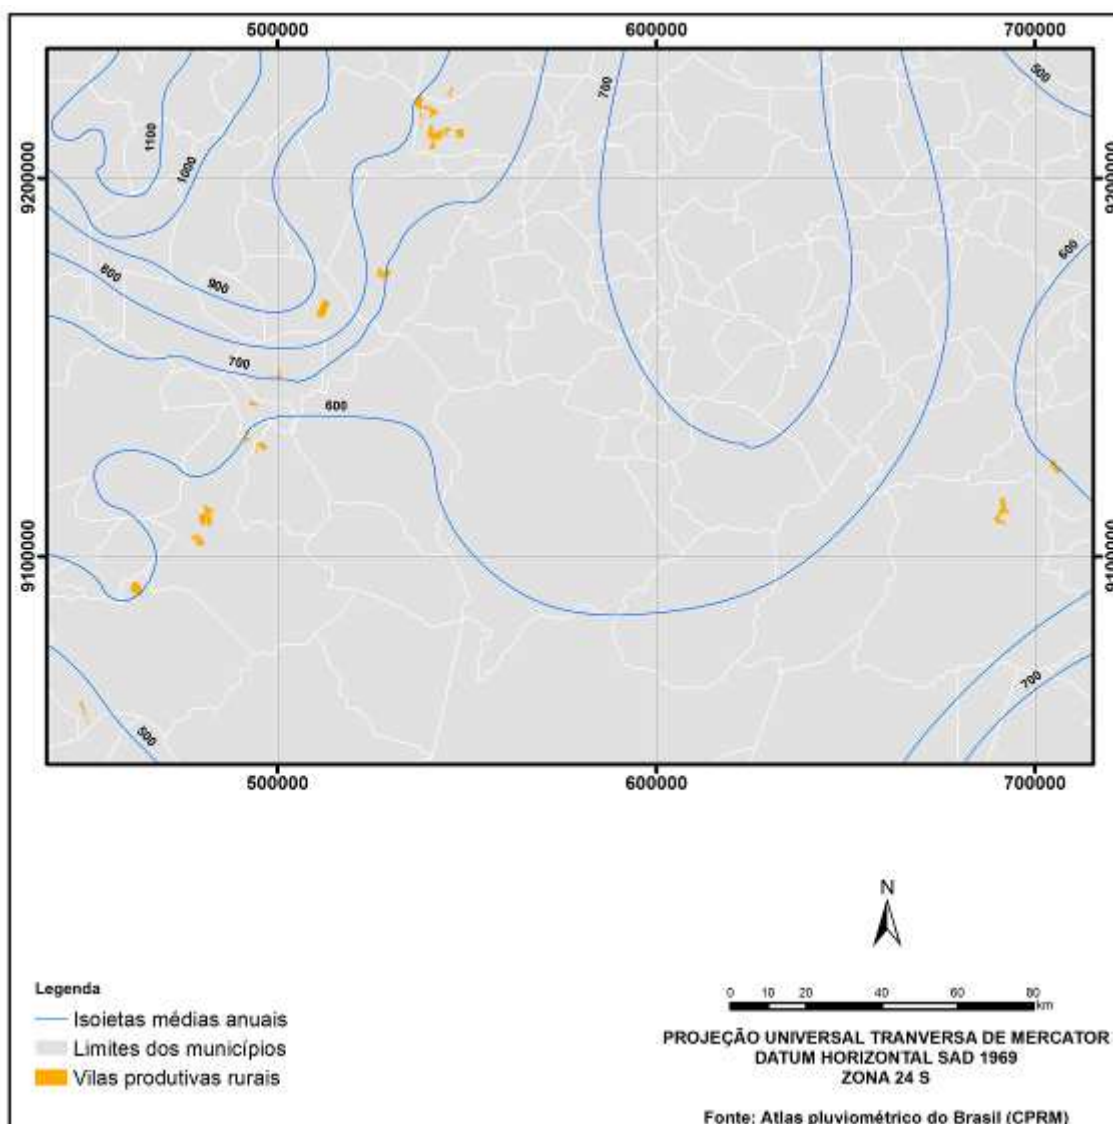 500000 600000 700000
500
700
1100
1000
9200000 9200000
600
800
900
700
600
9100000 9100000
700
500
500000 600000 700000
N
Legenda
Isoietas médias anuais
Limites dos municípios
Vilas produtivas rurais
0 10 20 40 60 80
km
PROJEÇÃO UNIVERSAL TRANVERSA DE MERCATOR
DATUM HORIZONTAL SAD 1969
ZONA 24 S
Fonte: Atlas pluviométrico do Brasil (CPRM)